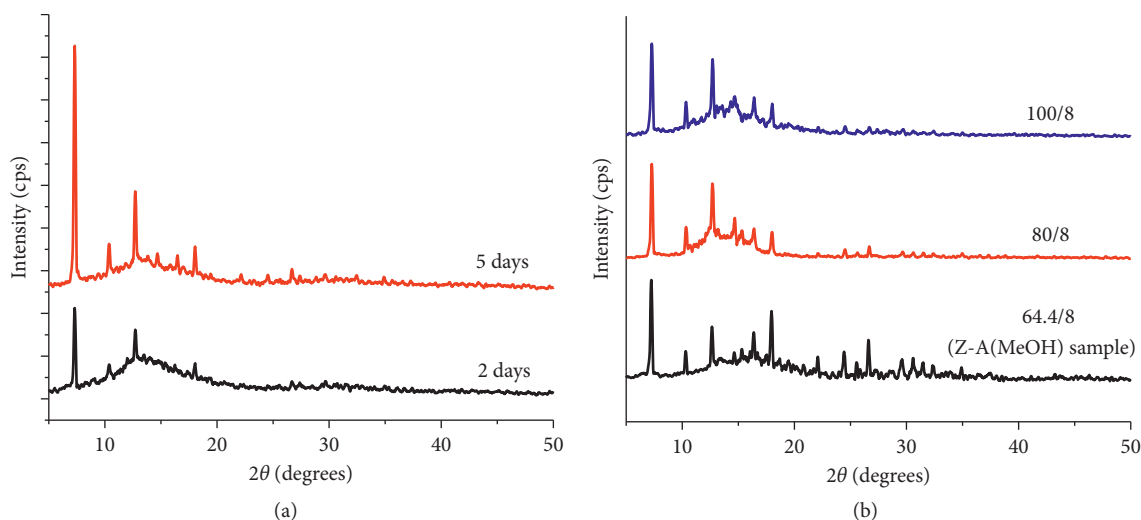 Intensity (cps)
5 days
2 days
10 20 30 40 50
2θ (degrees)
(a)
Intensity (cps)
100/8
80/8
64.4/8
(Z-A(MeOH) sample)
10 20 30 40 50
2θ (degrees)
(b)